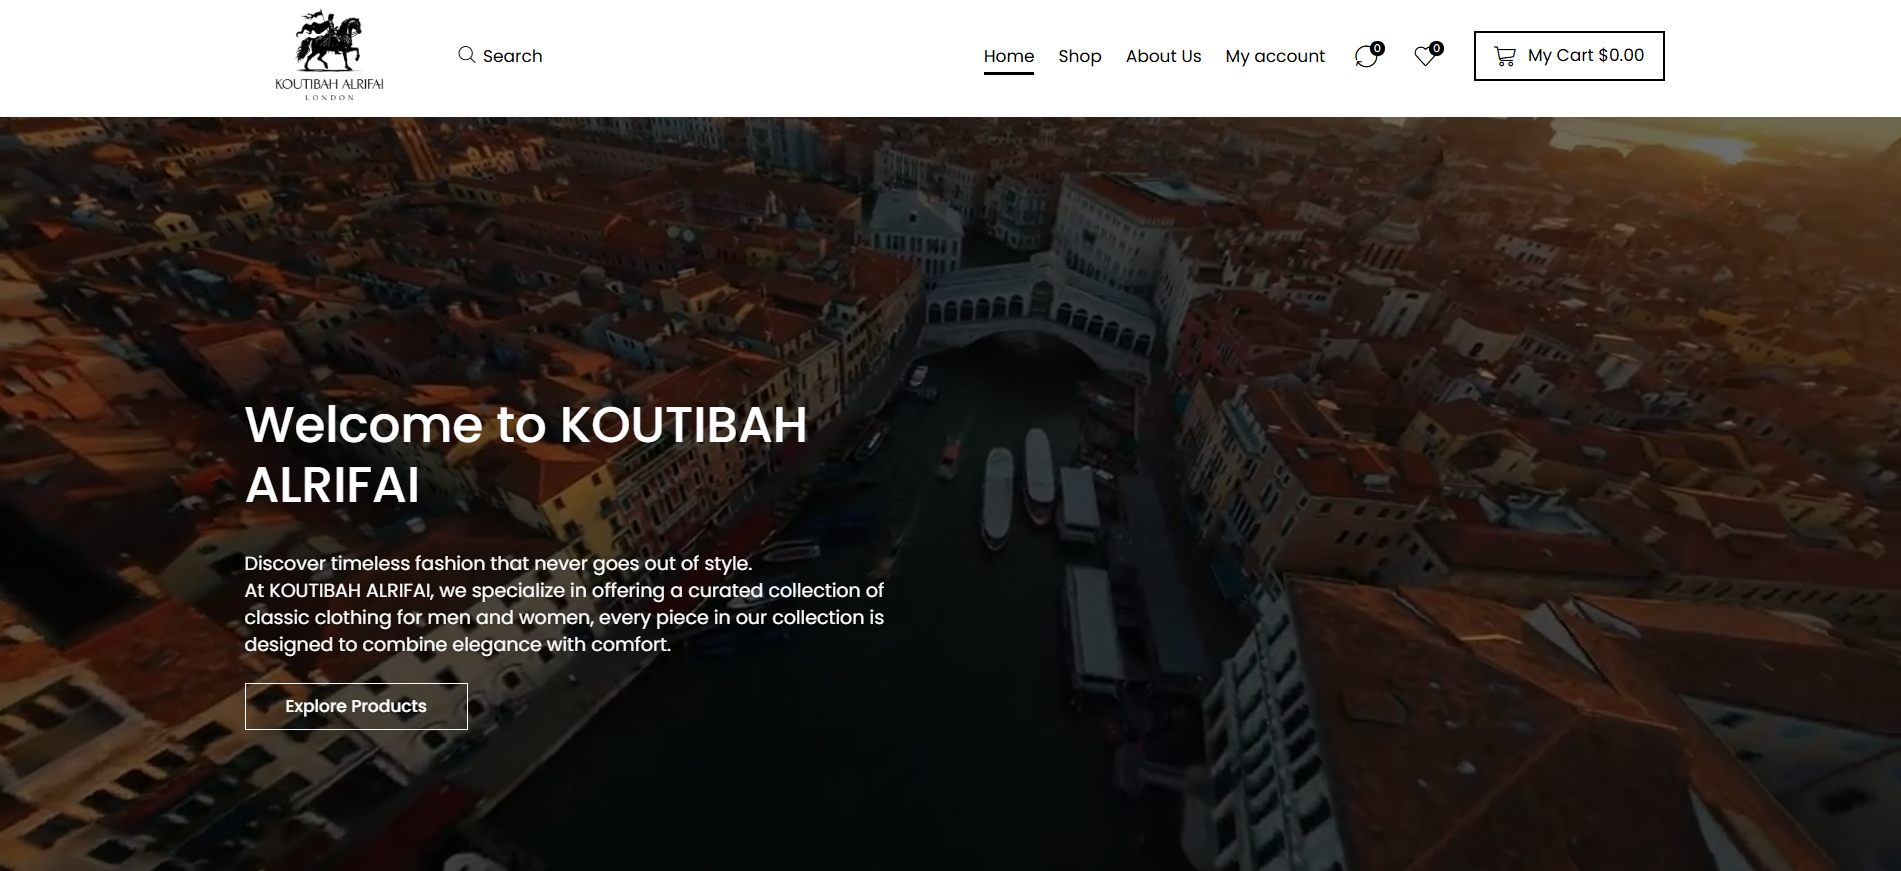 KOUTIBAH ALRIFAI
LONDON
Search
Home
Shop
About Us
My account
0
0
My Cart $0.00
Welcome to KOUTIBAH
ALRIFAI
Discover timeless fashion that never goes out of style.
At KOUTIBAH ALRIFAI, we specialize in offering a curated collection of
classic clothing for men and women, every piece in our collection is
designed to combine elegance with comfort.
Explore Products